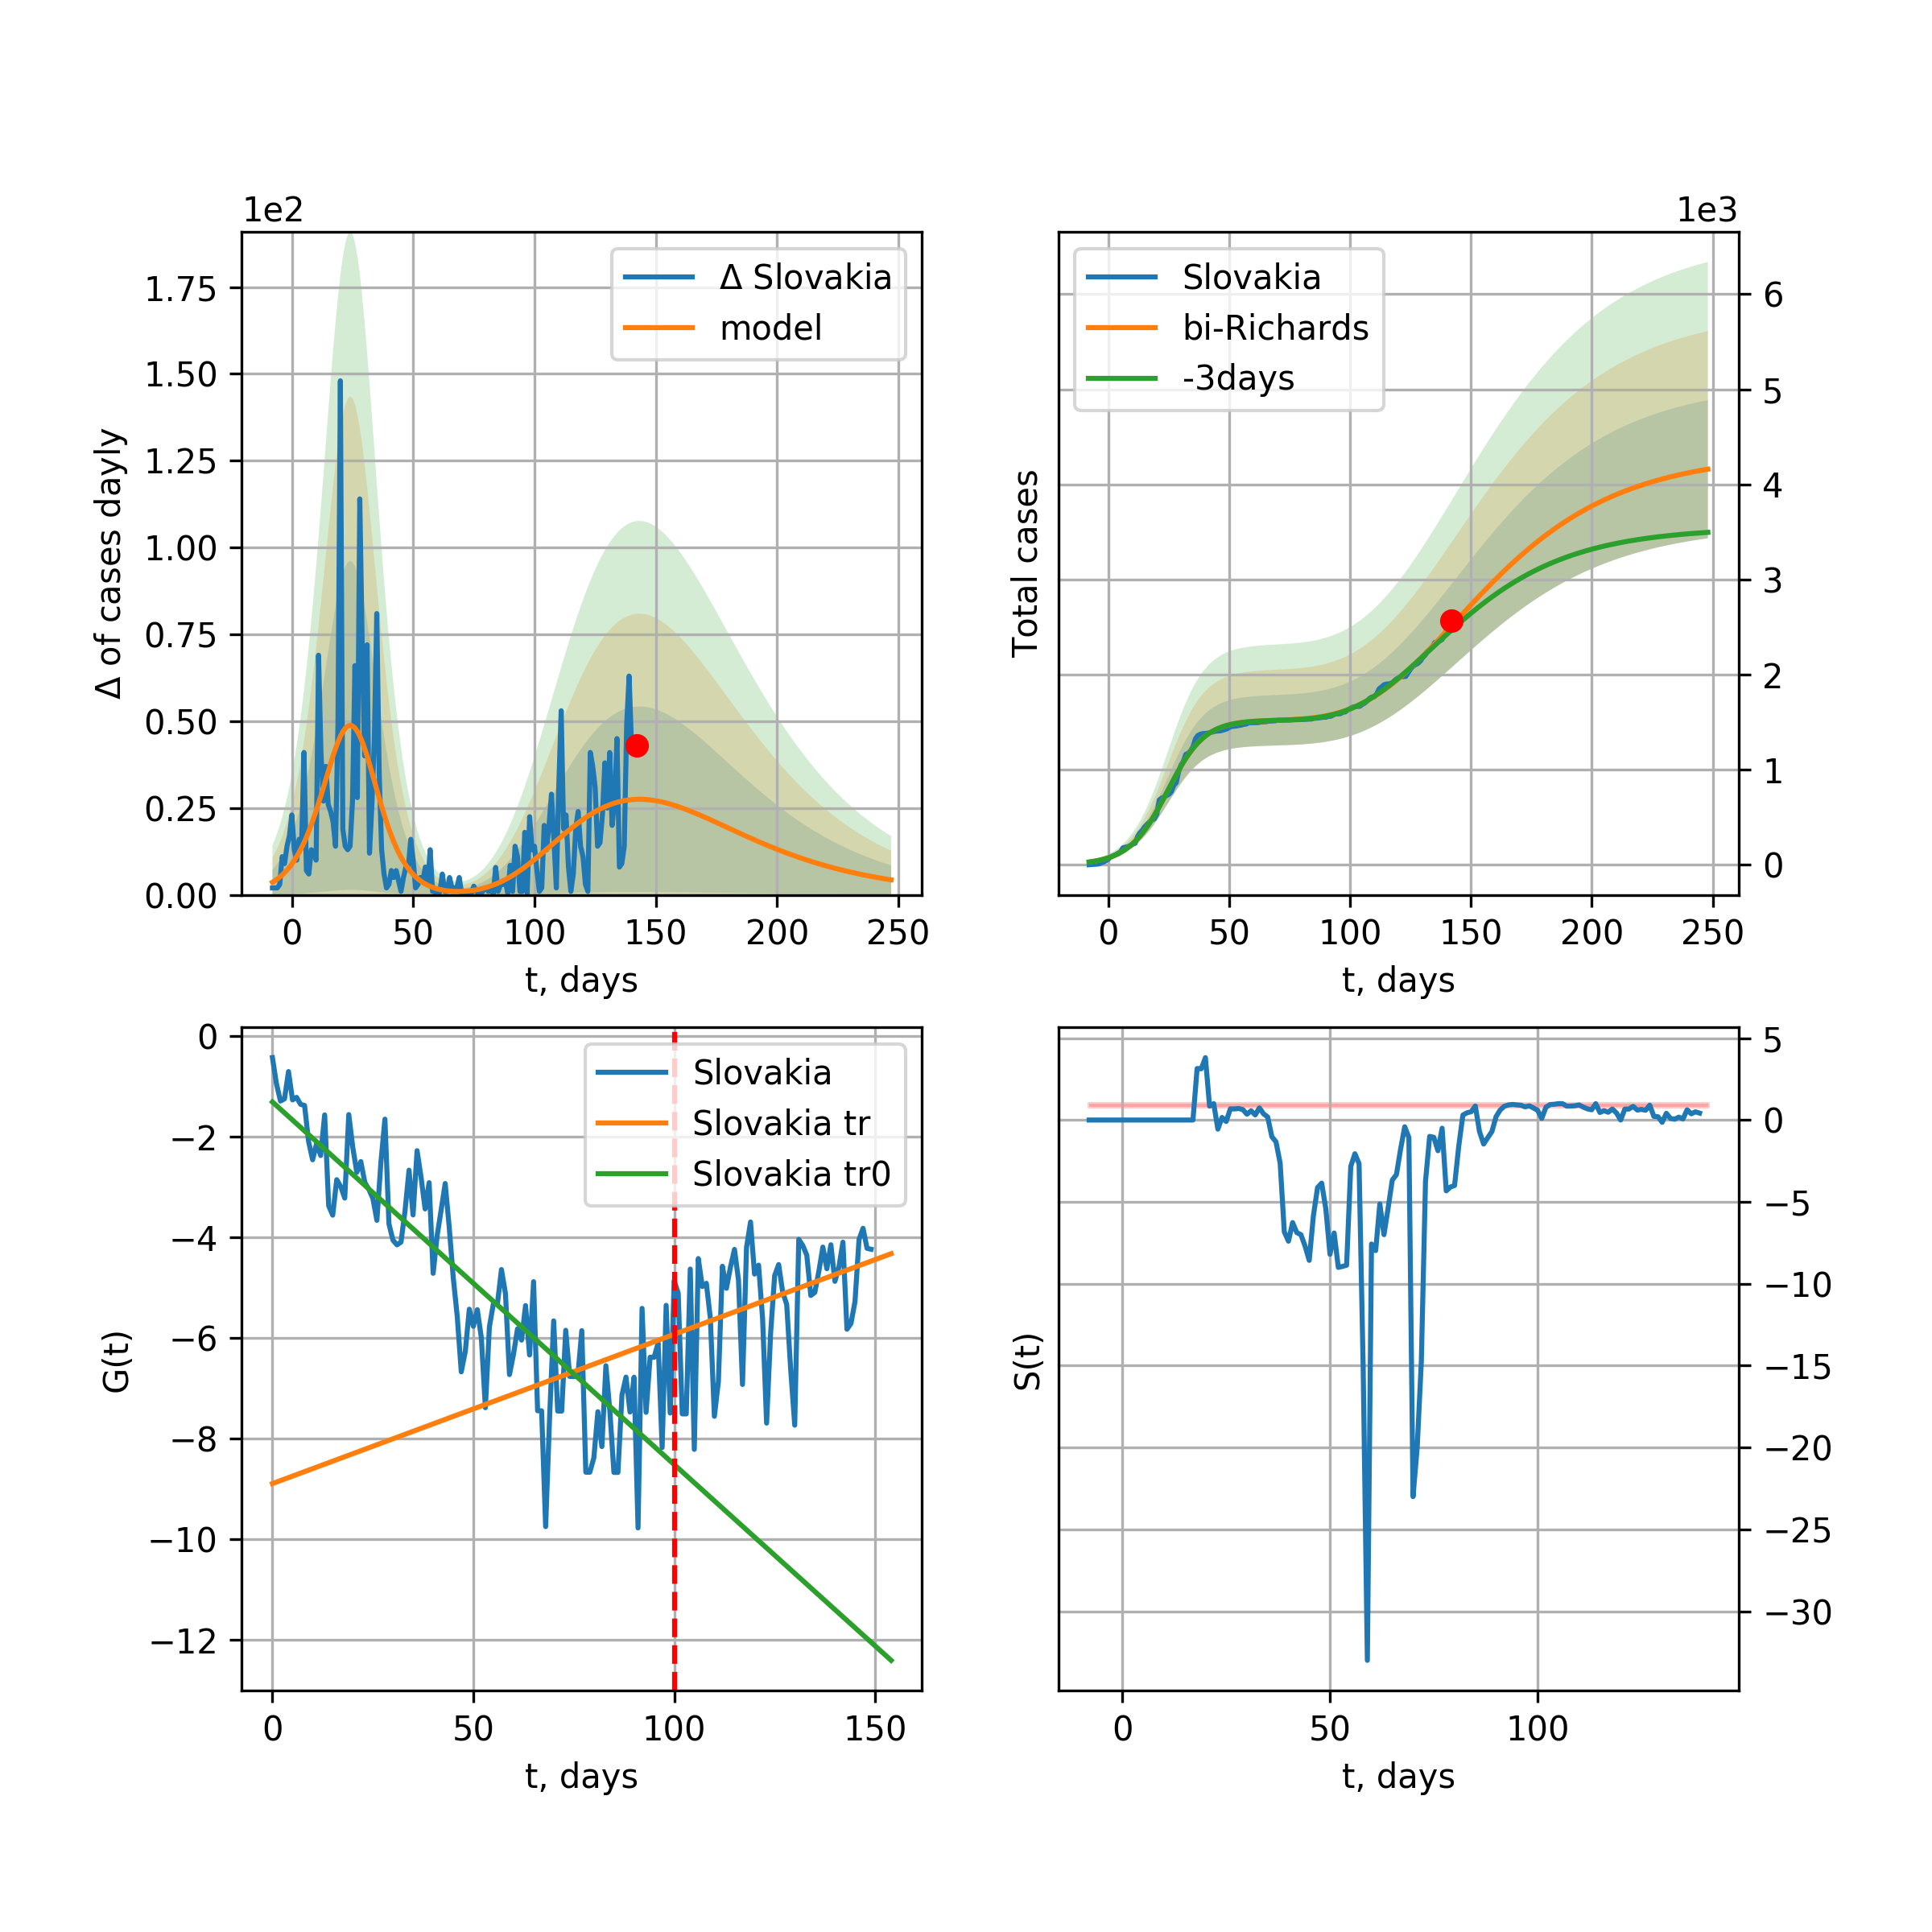 1e2
Δ of cases dayly
1.75
1.50
1.25
1.00
0.75
0.50
0.25
0.00
Δ Slovakia
model
0 50 100 150 200 250
t, days
1e3
Total cases
Slovakia
bi-Richards
-3days
6
5
4
3
2
1
0
0 50 100 150 200 250
t, days
G(t)
0
−2
−4
−6
−8
−10
−12
Slovakia
Slovakia tr
Slovakia tr0
0 50 100 150
t, days
S(t)
5
0
−5
−10
−15
−20
−25
−30
0 50 100
t, days